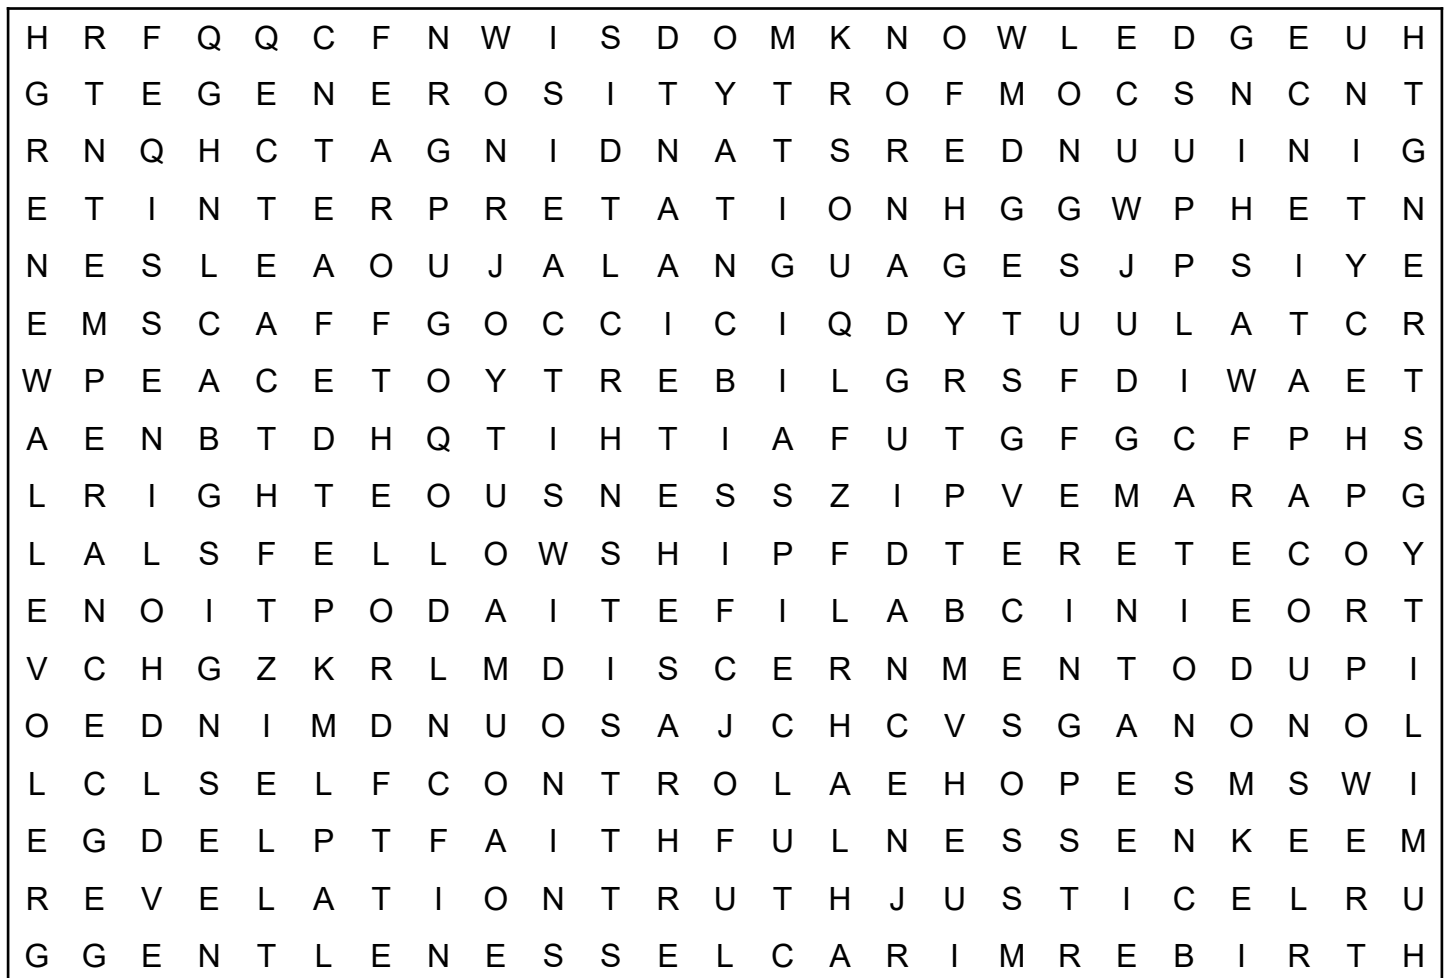 H R F Q Q C F N W I S D O M K N O W L E D G E U H
G T E G E N E R O S I T Y T R O F M O C S N C N T
R N Q H C T A G N I D N A T S R E D N U U I N I G
E T I N T E R P R E T A T I O N H G G W P H E T N
N E S L E A O U J A L A N G U A G E S J P S I Y E
E M S C A F F G O C C I C I Q D Y T U U L A T C R
W P E A C E T O Y T R E B I L G R S F D I W A E T
A E N B T D H Q T I H T I A F U T G F G C F P H S
L R I G H T E O U S N E S S Z I P V E M A R A P G
L A L S F E L L O W S H I P F D T E R E T E C O Y
E N O I T P O D A I T E F I L A B C I N I E O R T
V C H G Z K R L M D I S C E R N M E N T O D U P I
O E D N I M D N U O S A J C H C V S G A N O N O L
L C L S E L F C O N T R O L A E H O P E S M S W I
E G D E L P T F A I T H F U L N E S S E N K E E M
R E V E L A T I O N T R U T H J U S T I C E L R U
G G E N T L E N E S S E L C A R I M R E B I R T H